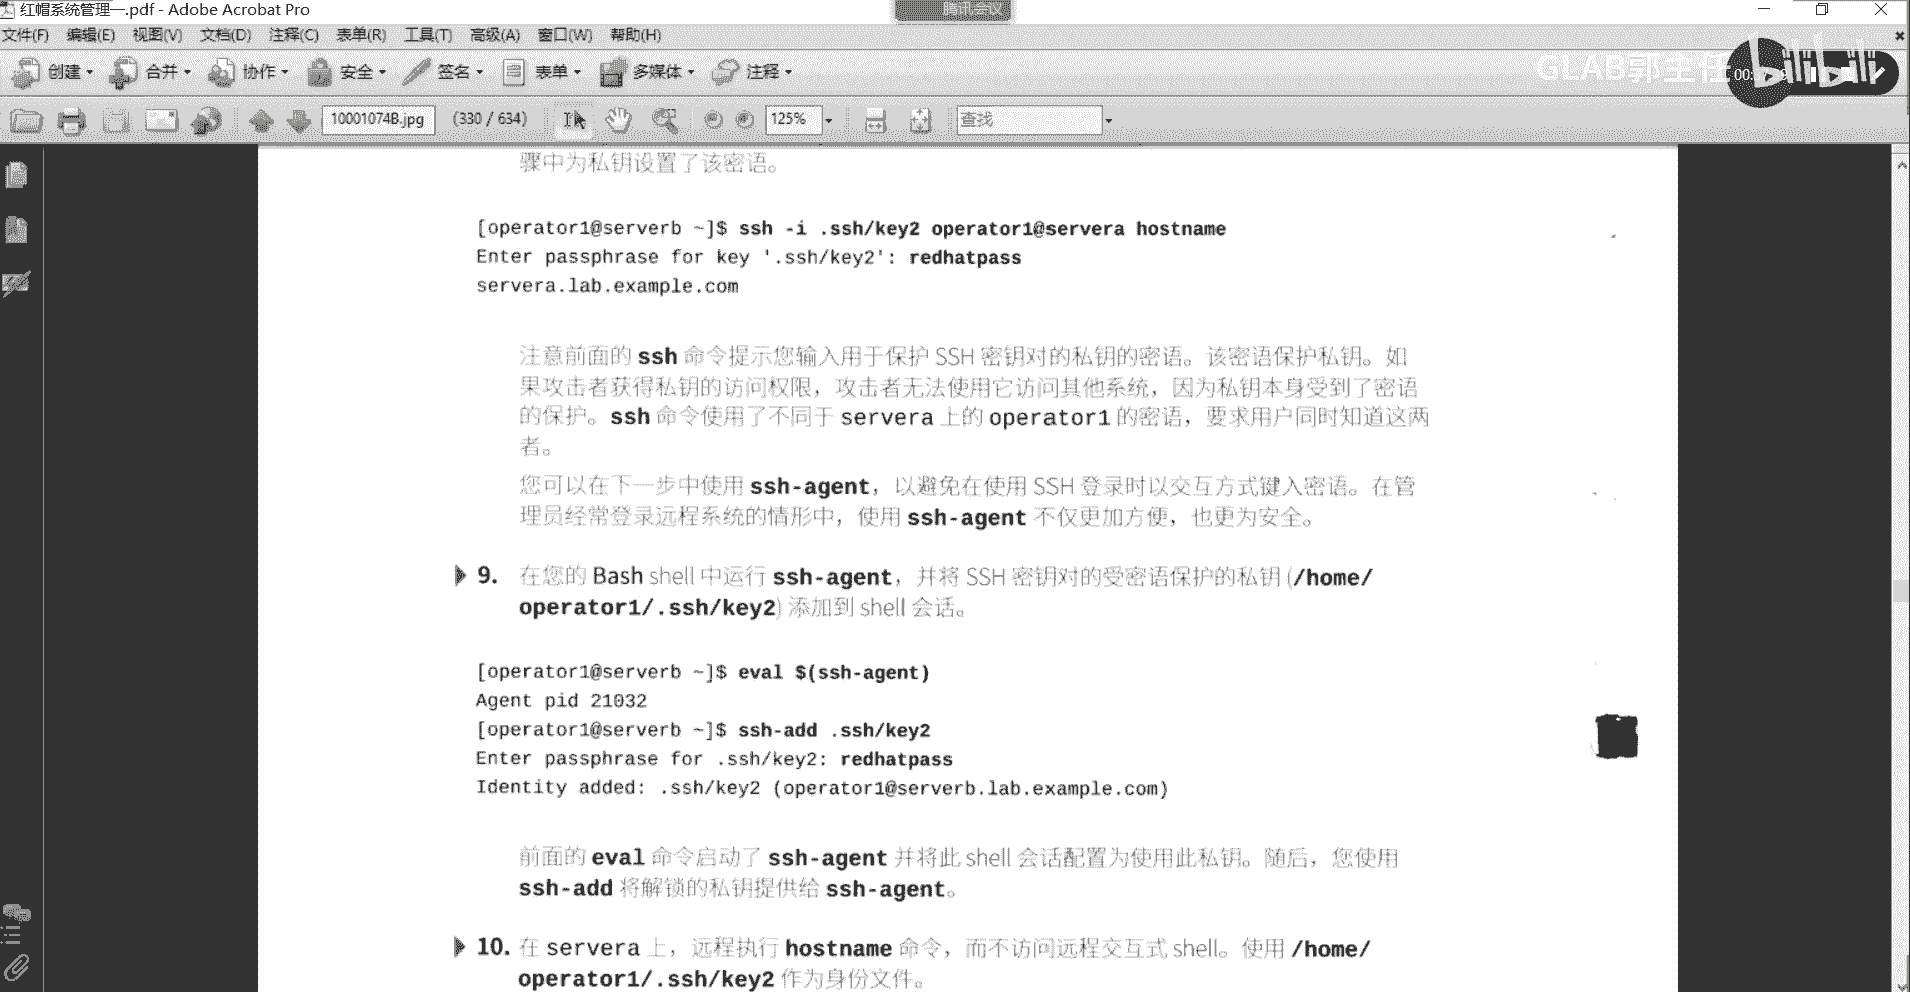 红帽系统管理一.pdf - Adobe Acrobat Pro
腾讯会议
文件(F) 编辑(E) 视图(V) 文档(D) 注释(C) 表单(R) 工具(T) 高级(A) 窗口(W) 帮助(H)
创建 合并 协作 安全 签名 表单 多媒体 注释
GLAB郭主任
bilibili
10001074B.jpg (330 / 634) 125% 查找
骤中为私钥设置了该密语。
[operator1@serverb ~]$ ssh -i .ssh/key2 operator1@servera hostname
Enter passphrase for key '.ssh/key2': redhatpass
servera.lab.example.com
注意前面的 ssh 命令提示您输入用于保护 SSH 密钥对的私钥的密语。该密语保护私钥。如
果攻击者获得私钥的访问权限，攻击者无法使用它访问其他系统，因为私钥本身受到了密语
的保护。ssh 命令使用了不同于 servera 上的 operator1 的密语，要求用户同时知道这两
者。
您可以在下一步中使用 ssh-agent，以避免在使用 SSH 登录时以交互方式键入密语。在管
理员经常登录远程系统的情形中，使用 ssh-agent 不仅更加方便，也更为安全。
9. 在您的 Bash shell 中运行 ssh-agent，并将 SSH 密钥对的受密语保护的私钥 (/home/
operator1/.ssh/key2) 添加到 shell 会话。
[operator1@serverb ~]$ eval $(ssh-agent)
Agent pid 21032
[operator1@serverb ~]$ ssh-add .ssh/key2
Enter passphrase for .ssh/key2: redhatpass
Identity added: .ssh/key2 (operator1@serverb.lab.example.com)
前面的 eval 命令启动了 ssh-agent 并将此 shell 会话配置为使用此私钥。随后，您使用
ssh-add 将解锁的私钥提供给 ssh-agent。
10. 在 servera 上，远程执行 hostname 命令，而不访问远程交互式 shell。使用 /home/
operator1/.ssh/key2 作为身份文件。